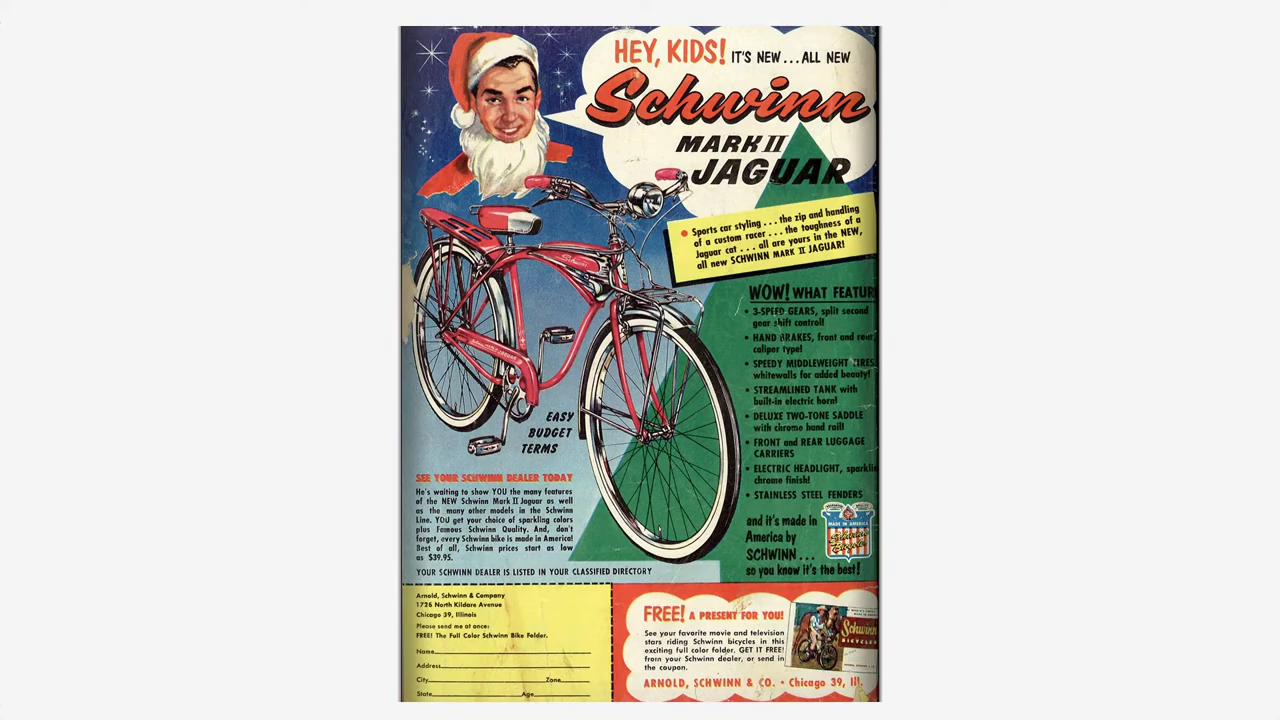 HEY, KIDS! IT'S NEW...ALL NEW
Schwinn
MARK II
JAGUAR
• Sports car styling . . . the zip and handling
of a custom racer . . . the toughness of a
Jaguar cat . . . all are yours in the NEW,
all new SCHWINN MARK II JAGUAR!
Schwinn
WOW! WHAT FEATUR
• 3-SPEED GEARS, split second
gear shift control!
• HAND BRAKES, front and rear,
caliper type!
• SPEEDY MIDDLEWEIGHT TIRES,
whitewalls for added beauty!
• STREAMLINED TANK with
built-in electric horn!
• DELUXE TWO-TONE SADDLE
with chrome hand rail!
• FRONT and REAR LUGGAGE
CARRIERS
• ELECTRIC HEADLIGHT, sparklin
chrome finish!
• STAINLESS STEEL FENDERS
and it's made in
America by
SCHWINN...
so you know it's the best!
MADE IN AMERICA
Schwinn
Bicycles
EASY
BUDGET
TERMS
SEE YOUR SCHWINN DEALER TODAY
He's waiting to show YOU the many features
of the NEW Schwinn Mark II Jaguar as well
as the many other models in the Schwinn
Line. YOU get your choice of sparkling colors
plus Famous Schwinn Quality. And, don't
forget, every Schwinn bike is made in America!
Best of all, Schwinn prices start as low
as $39.95.
YOUR SCHWINN DEALER IS LISTED IN YOUR CLASSIFIED DIRECTORY
Arnold, Schwinn & Company
1726 North Kildare Avenue
Chicago 39, Illinois
Please send me at once:
FREE! The Full Color Schwinn Bike Folder.
Name
Address
City Zone
State Age
FREE! A PRESENT FOR YOU!
See your favorite movie and television
stars riding Schwinn bicycles in this
exciting full color folder. GET IT FREE!
from your Schwinn dealer, or send in
the coupon.
Schwinn
BICYCLES
ARNOLD, SCHWINN & CO. • Chicago 39, Ill.